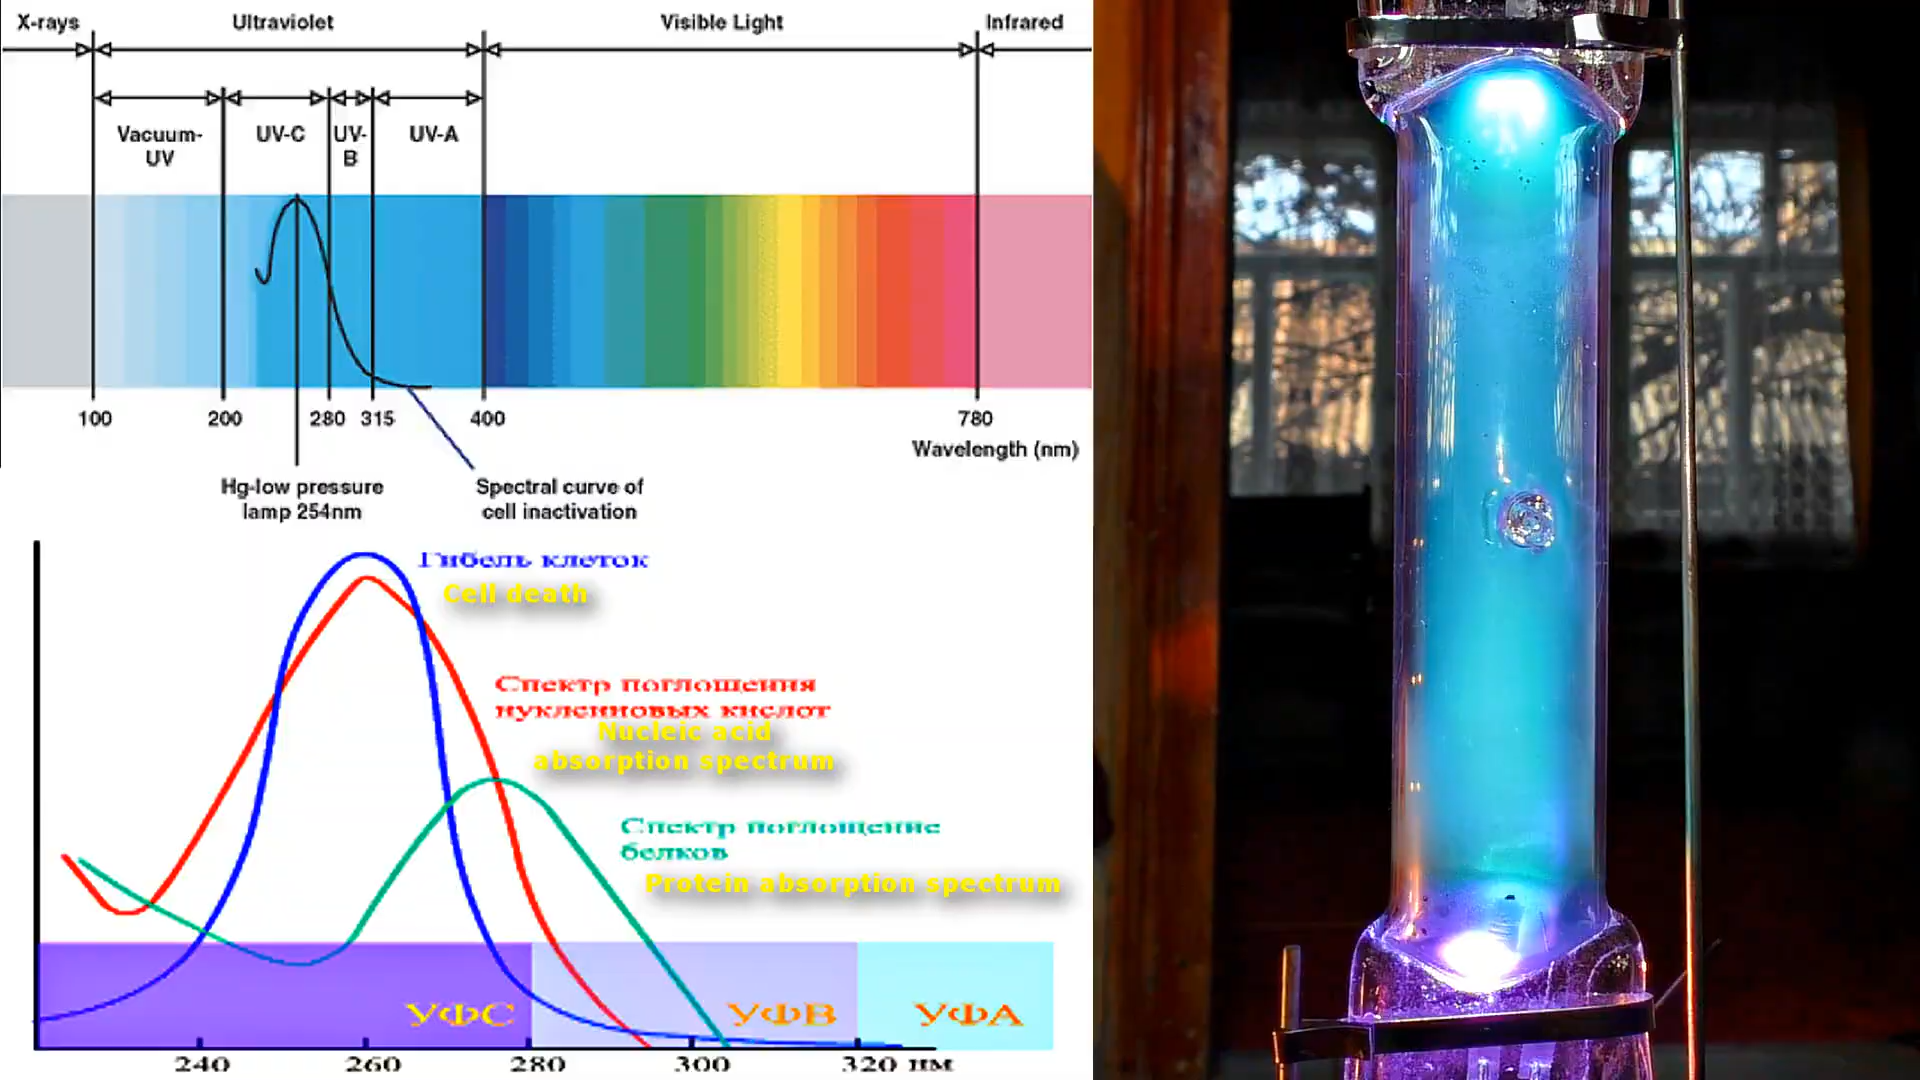 X-rays
Ultraviolet
Visible Light
Infrared
Vacuum-
UV
UV-C
UV-
B
UV-A
100
200
280
315
400
780
Wavelength (nm)
Hg-low pressure
lamp 254nm
Spectral curve of
cell inactivation
Гибель клеток
Cell death
Спектр поглощения
нуклеиновых кислот
Nucleic acid
absorption spectrum
Спектр поглощение
белков
Protein absorption spectrum
УФС
УФВ
УФА
240
260
280
300
320 нм